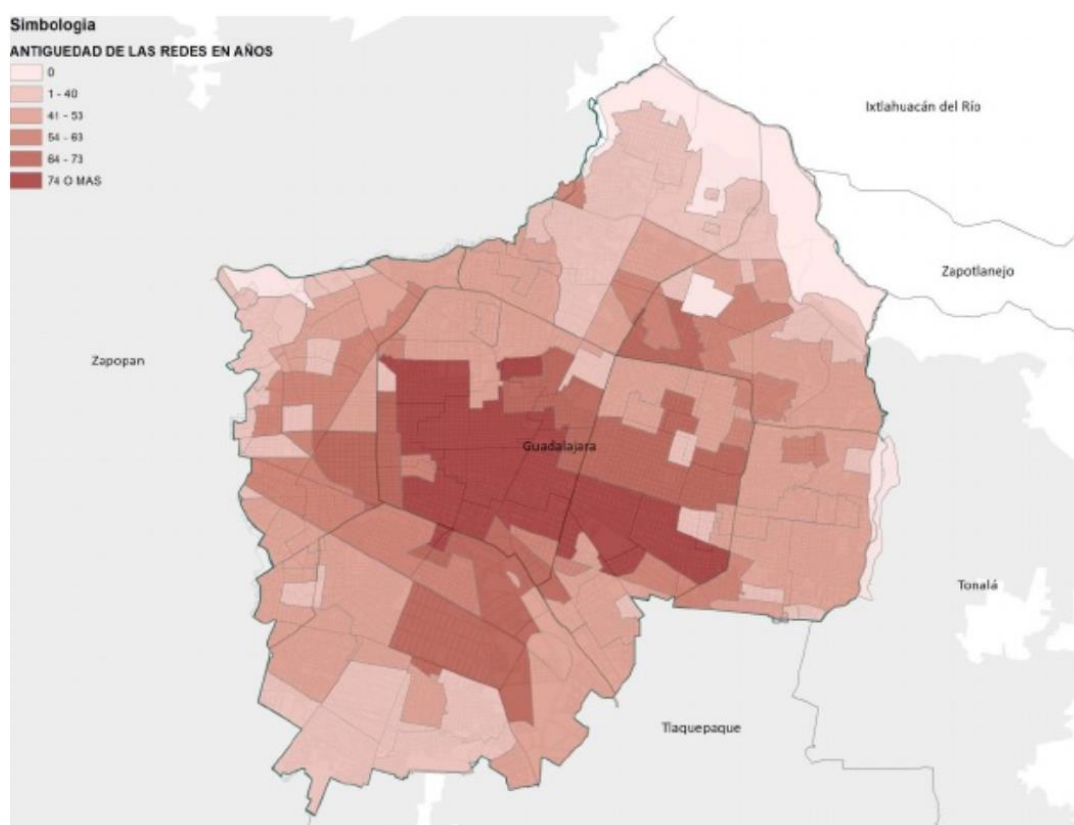 Simbologia
ANTIGUEDAD DE LAS REDES EN AÑOS
0
1 - 40
41 - 53
54 - 63
64 - 73
74 O MAS
Ixtlahuacán del Río
Zapotlanejo
Zapopan
Guadalajara
Tonalá
Tlaquepaque